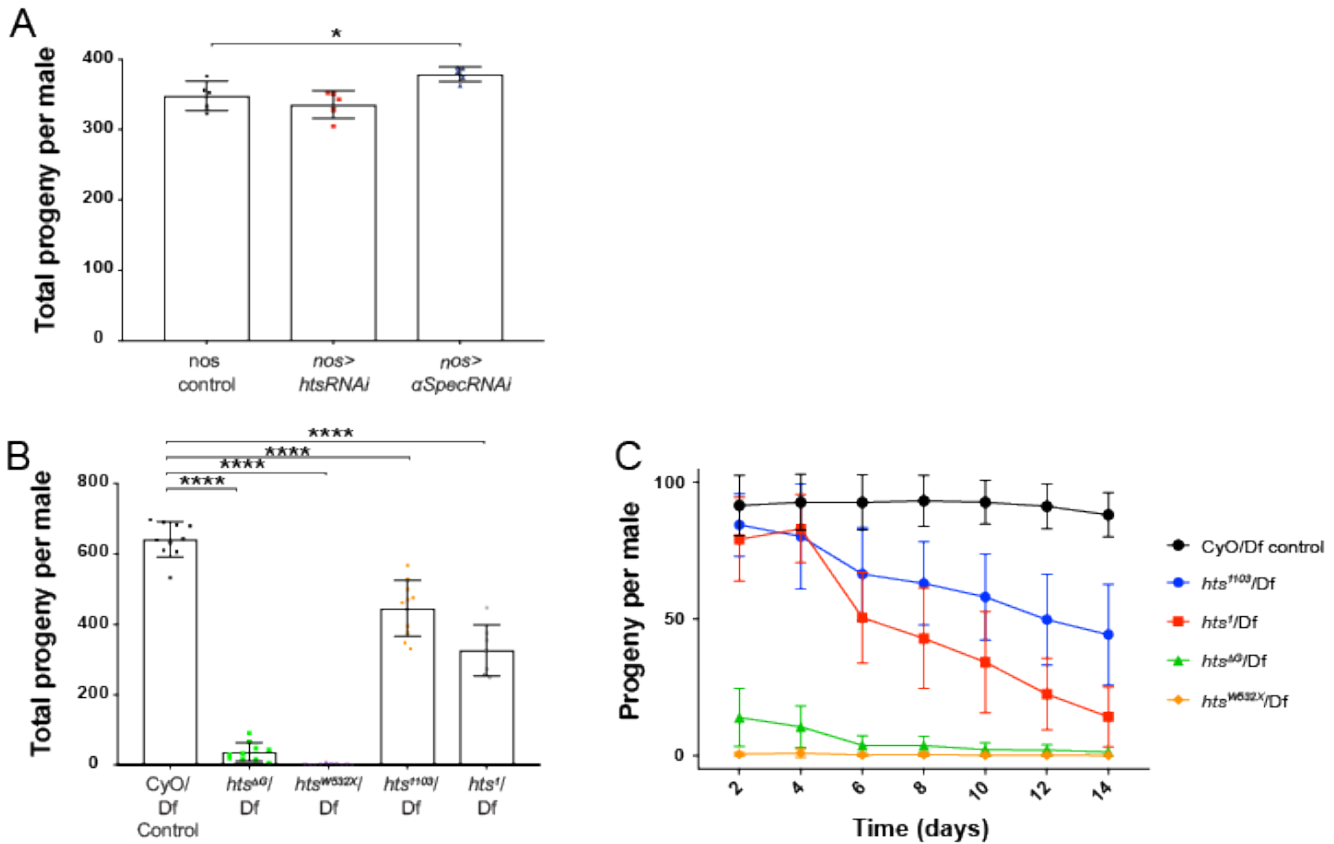 A
*
Total progeny per male
400
300
200
100
0
nos
control
nos>
htsRNAi
nos>
αSpecRNAi
B
****
****
****
****
Total progeny per male
800
600
400
200
0
CyO/
Df
Control
hts^ΔG/
Df
hts^W532X/
Df
hts^1103/
Df
hts^1/
Df
C
Progeny per male
100
50
0
2
4
6
8
10
12
14
Time (days)
CyO/Df control
hts^1103/Df
hts^1/Df
hts^ΔG/Df
hts^W532X/Df